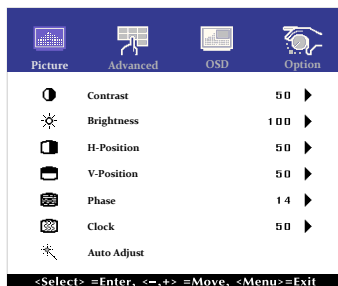 Picture Advanced OSD Option
Contrast 50
Brightness 100
H-Position 50
V-Position 50
Phase 14
Clock 50
Auto Adjust
<Select> =Enter, <–,+> =Move, <Menu>=Exit